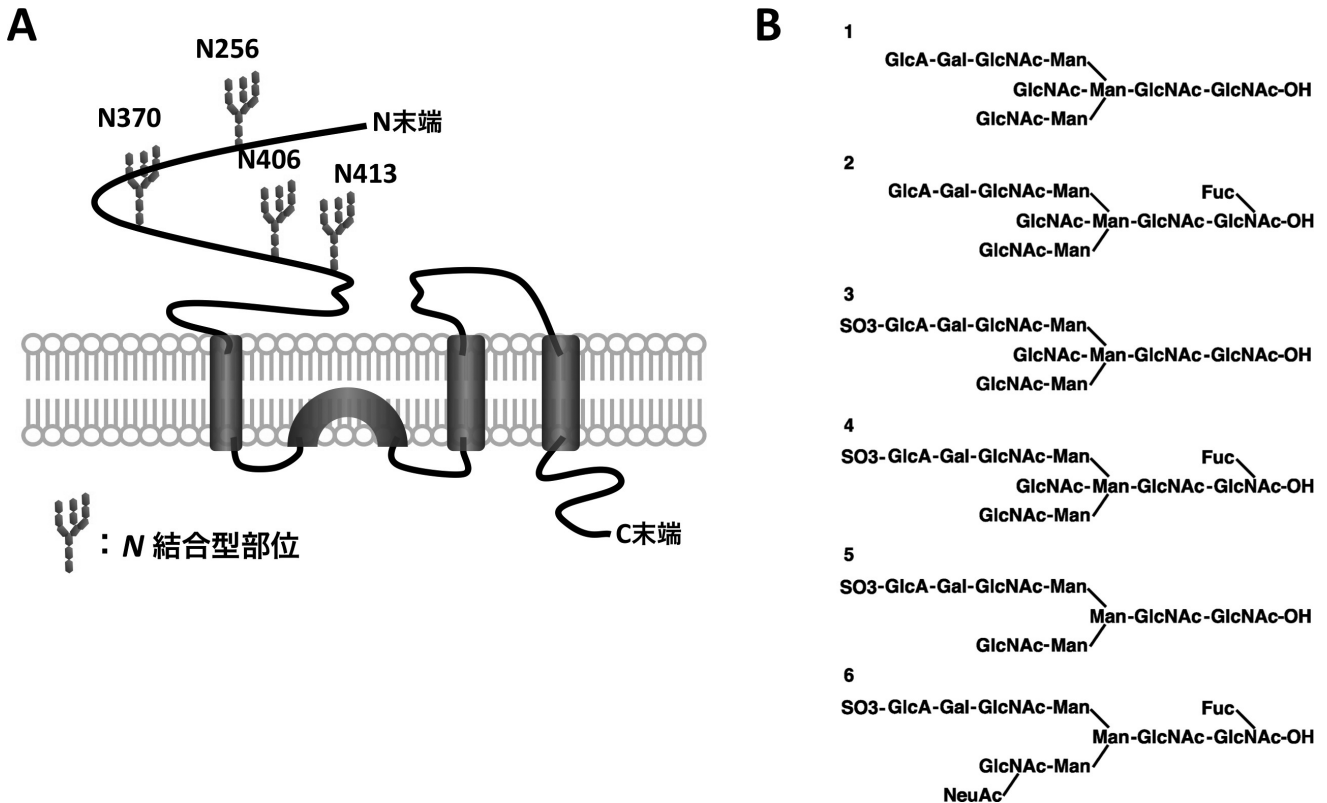 A
N256
N370
N末端
N406
N413
：N 結合型部位
C末端
B
1
GlcA-Gal-GlcNAc-Man
GlcNAc-Man-GlcNAc-GlcNAc-OH
GlcNAc-Man
2
GlcA-Gal-GlcNAc-Man
Fuc
GlcNAc-Man-GlcNAc-GlcNAc-OH
GlcNAc-Man
3
SO3-GlcA-Gal-GlcNAc-Man
GlcNAc-Man-GlcNAc-GlcNAc-OH
GlcNAc-Man
4
SO3-GlcA-Gal-GlcNAc-Man
Fuc
GlcNAc-Man-GlcNAc-GlcNAc-OH
GlcNAc-Man
5
SO3-GlcA-Gal-GlcNAc-Man
Man-GlcNAc-GlcNAc-OH
GlcNAc-Man
6
SO3-GlcA-Gal-GlcNAc-Man
Fuc
Man-GlcNAc-GlcNAc-OH
GlcNAc-Man
NeuAc